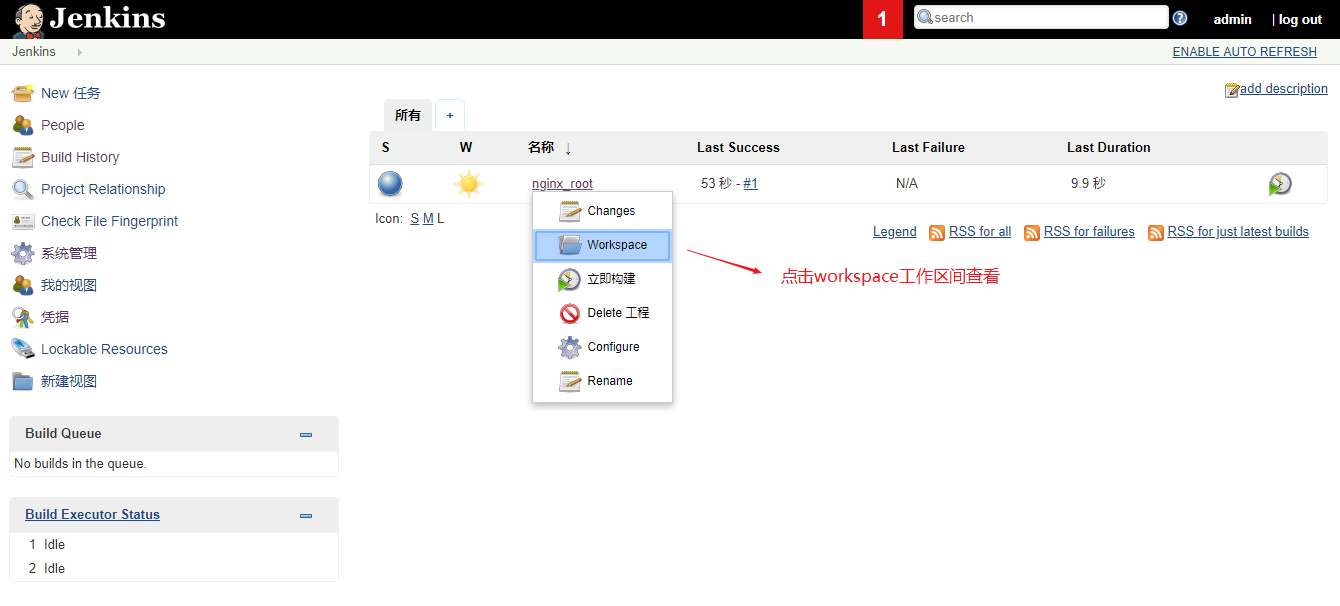 Jenkins
1
search
admin
| log out
Jenkins
ENABLE AUTO REFRESH
New 任务
People
Build History
Project Relationship
Check File Fingerprint
系统管理
我的视图
凭据
Lockable Resources
新建视图
Build Queue
No builds in the queue.
Build Executor Status
1 Idle
2 Idle
add description
所有 +
S W 名称 ↓ Last Success Last Failure Last Duration
nginx_root 53 秒 - #1 N/A 9.9 秒
Icon: S M L
Legend RSS for all RSS for failures RSS for just latest builds
Changes
Workspace
立即构建
Delete 工程
Configure
Rename
点击workspace工作区间查看